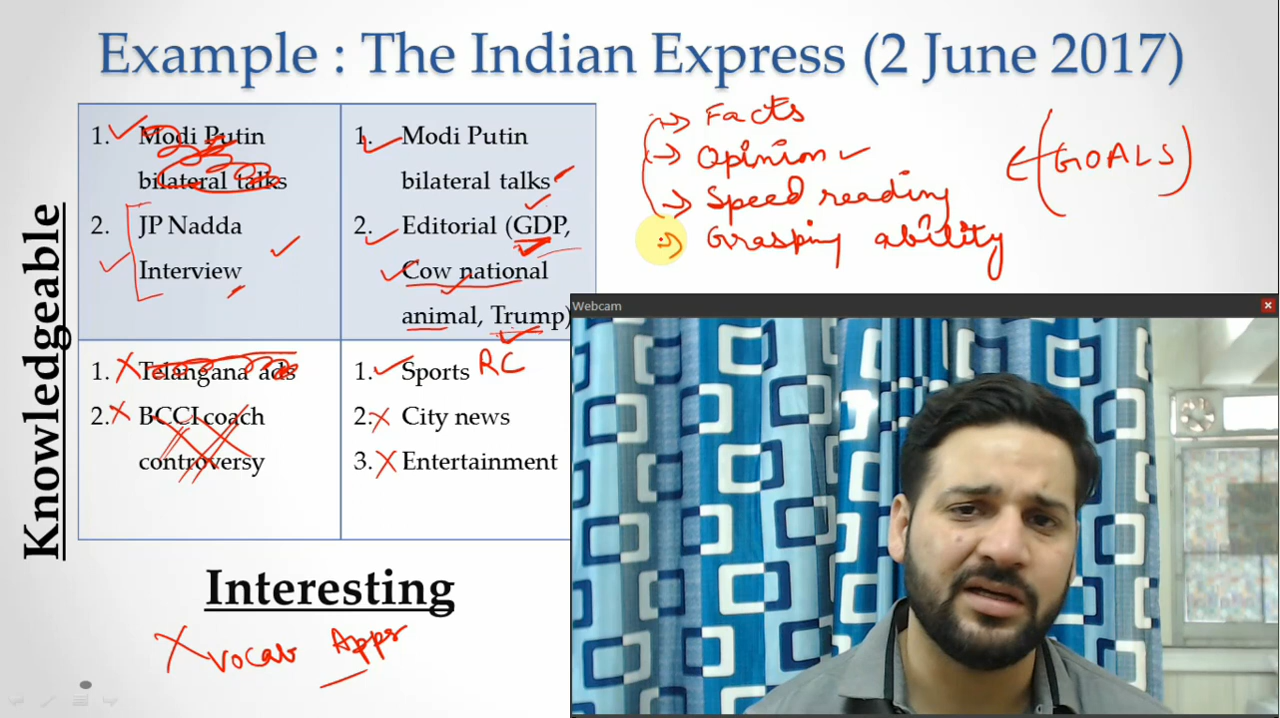 Example : The Indian Express (2 June 2017)
Knowledgeable
1. Modi Putin
bilateral talks
2. JP Nadda
Interview
1. Modi Putin
bilateral talks
2. Editorial (GDP,
Cow national
animal, Trump)
1. Telangana ads
2. BCCI coach
controversy
1. Sports RC
2. City news
3. Entertainment
Interesting
Vocab Apps
→ Facts
→ Opinion
→ Speed reading
→ Grasping ability
GOALS
Webcam